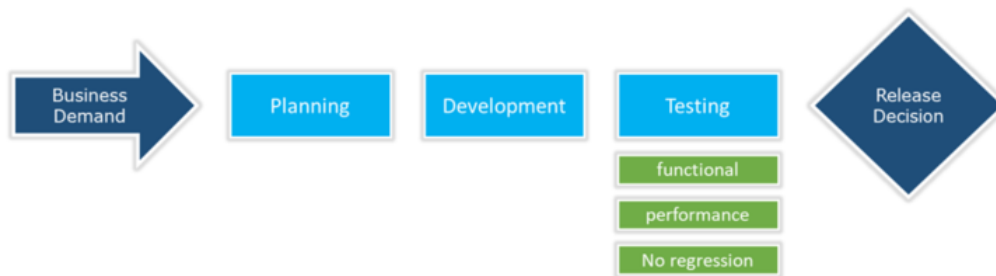 Business
Demand
Planning
Development
Testing
Release
Decision
functional
performance
No regression